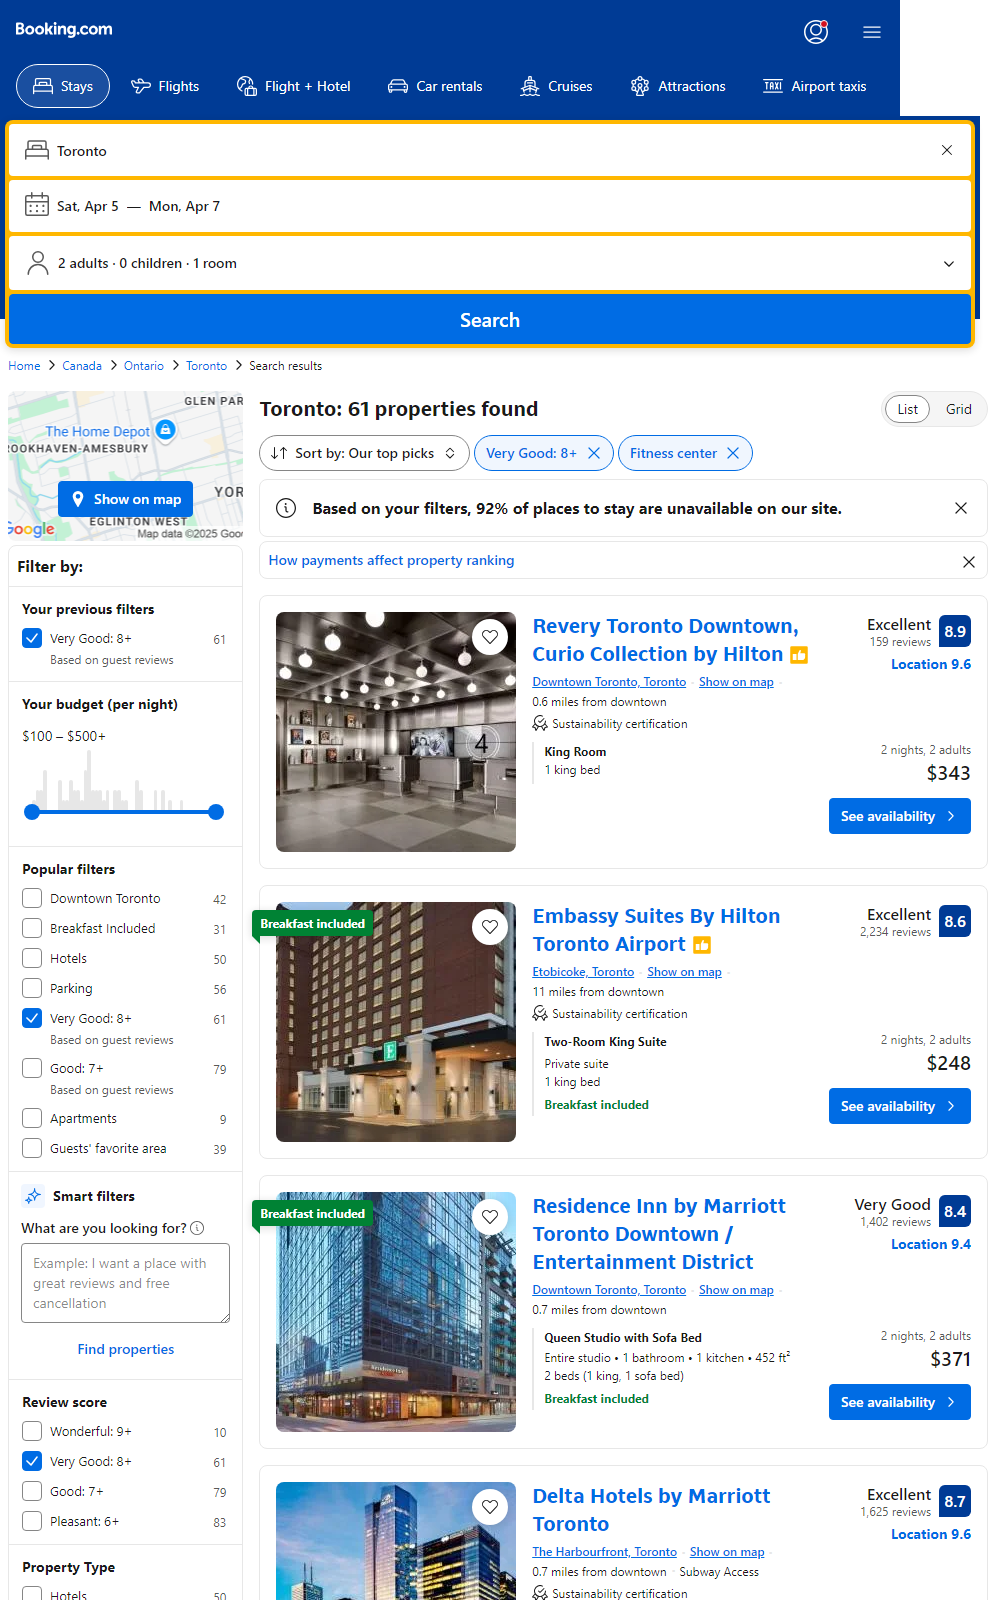 Booking.com
Stays
Flights
Flight + Hotel
Car rentals
Cruises
Attractions
TAXI
Airport taxis
Toronto
Sat, Apr 5 — Mon, Apr 7
2 adults · 0 children · 1 room
Search
Home
Canada
Ontario
Toronto
Search results
GLEN PAR
The Home Depot
ROOKHAVEN-AMESBURY
Show on map
YOR
EGLINTON WEST
Google
Map data ©2025 Goo
Filter by:
Your previous filters
Very Good: 8+ 61
Based on guest reviews
Your budget (per night)
$100 – $500+
Popular filters
Downtown Toronto 42
Breakfast Included 31
Hotels 50
Parking 56
Very Good: 8+ 61
Based on guest reviews
Good: 7+ 79
Based on guest reviews
Apartments 9
Guests' favorite area 39
Smart filters
What are you looking for?
Example: I want a place with
great reviews and free
cancellation
Find properties
Review score
Wonderful: 9+ 10
Very Good: 8+ 61
Good: 7+ 79
Pleasant: 6+ 83
Property Type
Hotels 50
Toronto: 61 properties found
List
Grid
Sort by: Our top picks
Very Good: 8+
Fitness center
Based on your filters, 92% of places to stay are unavailable on our site.
How payments affect property ranking
4
Revery Toronto Downtown,
Curio Collection by Hilton
Excellent 8.9
159 reviews
Location 9.6
Downtown Toronto, Toronto · Show on map ·
0.6 miles from downtown
Sustainability certification
King Room
1 king bed
2 nights, 2 adults
$343
See availability
Breakfast included
E
Embassy Suites By Hilton
Toronto Airport
Excellent 8.6
2,234 reviews
Etobicoke, Toronto · Show on map ·
11 miles from downtown
Sustainability certification
Two-Room King Suite
Private suite
1 king bed
Breakfast included
2 nights, 2 adults
$248
See availability
Breakfast included
Residence Inn
Residence Inn by Marriott
Toronto Downtown /
Entertainment District
Very Good 8.4
1,402 reviews
Location 9.4
Downtown Toronto, Toronto · Show on map ·
0.7 miles from downtown
Queen Studio with Sofa Bed
Entire studio • 1 bathroom • 1 kitchen • 452 ft²
2 beds (1 king, 1 sofa bed)
Breakfast included
2 nights, 2 adults
$371
See availability
Delta Hotels by Marriott
Toronto
Excellent 8.7
1,625 reviews
Location 9.6
The Harbourfront, Toronto · Show on map ·
0.7 miles from downtown · Subway Access
Sustainability certification